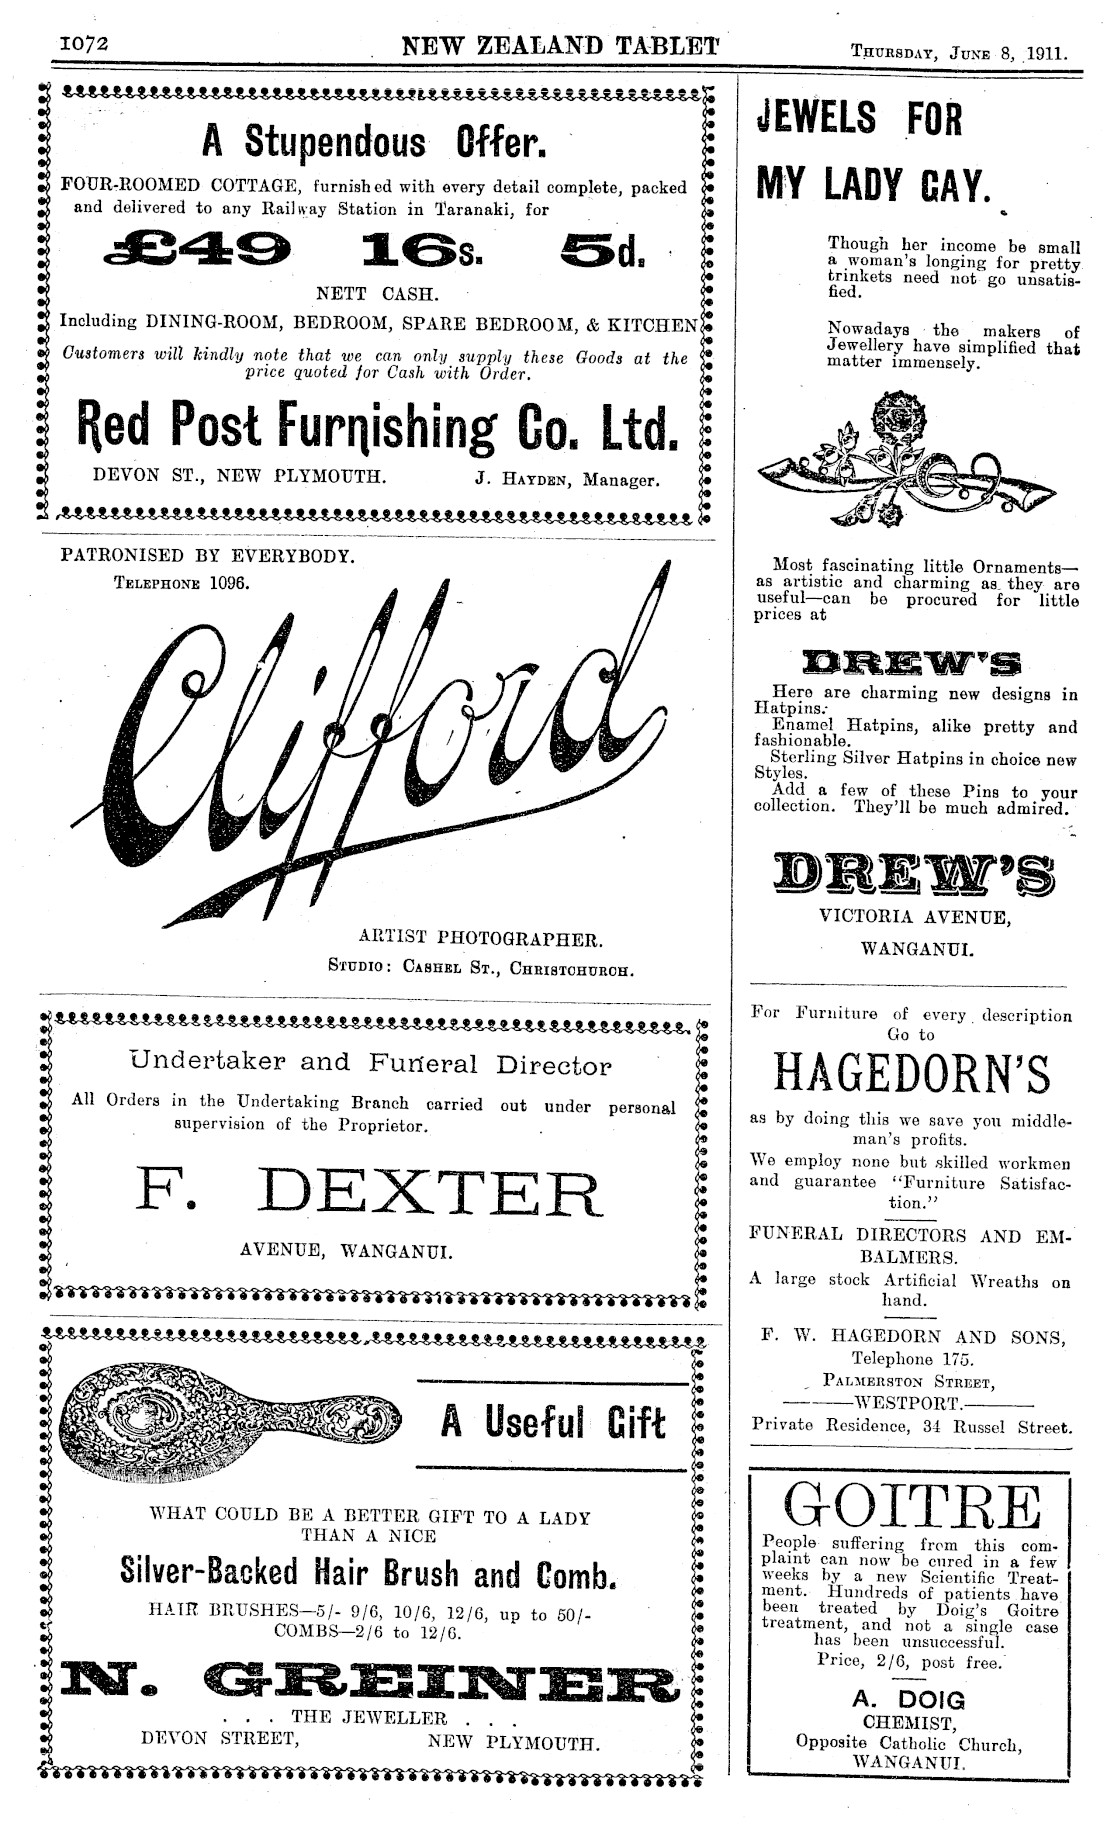 1072
NEW ZEALAND TABLET
THURSDAY, JUNE 8, 1911.
A Stupendous Offer.
FOUR-ROOMED COTTAGE, furnished with every detail complete, packed
and delivered to any Railway Station in Taranaki, for
£49 16s. 5d.
NETT CASH.
Including DINING-ROOM, BEDROOM, SPARE BEDROOM, & KITCHEN
Customers will kindly note that we can only supply these Goods at the
price quoted for Cash with Order.
Red Post Furnishing Co. Ltd.
DEVON ST., NEW PLYMOUTH. J. HAYDEN, Manager.
PATRONISED BY EVERYBODY.
TELEPHONE 1096.
Clifford
ARTIST PHOTOGRAPHER.
STUDIO: CASHEL ST., CHRISTCHURCH.
Undertaker and Funeral Director
All Orders in the Undertaking Branch carried out under personal
supervision of the Proprietor.
F. DEXTER
AVENUE, WANGANUI.
A Useful Gift
WHAT COULD BE A BETTER GIFT TO A LADY
THAN A NICE
Silver-Backed Hair Brush and Comb.
HAIR BRUSHES—5/- 9/6, 10/6, 12/6, up to 50/-
COMBS—2/6 to 12/6.
N. GREINER
. . . THE JEWELLER . . .
DEVON STREET, NEW PLYMOUTH.
JEWELS FOR
MY LADY GAY.
Though her income be small
a woman's longing for pretty
trinkets need not go unsatis-
fied.
Nowadays the makers of
Jewellery have simplified that
matter immensely.
Most fascinating little Ornaments—
as artistic and charming as they are
useful—can be procured for little
prices at
DREW'S
Here are charming new designs in
Hatpins:
Enamel Hatpins, alike pretty and
fashionable.
Sterling Silver Hatpins in choice new
Styles.
Add a few of these Pins to your
collection. They'll be much admired.
DREW'S
VICTORIA AVENUE,
WANGANUI.
For Furniture of every description
Go to
HAGEDORN'S
as by doing this we save you middle-
man's profits.
We employ none but skilled workmen
and guarantee "Furniture Satisfac-
tion."
FUNERAL DIRECTORS AND EM-
BALMERS.
A large stock Artificial Wreaths on
hand.
F. W. HAGEDORN AND SONS,
Telephone 175.
PALMERSTON STREET,
———WESTPORT.———
Private Residence, 34 Russel Street.
GOITRE
People suffering from this com-
plaint can now be cured in a few
weeks by a new Scientific Treat-
ment. Hundreds of patients have
been treated by Doig's Goitre
treatment, and not a single case
has been unsuccessful.
Price, 2/6, post free.
A. DOIG
CHEMIST,
Opposite Catholic Church,
WANGANUI.